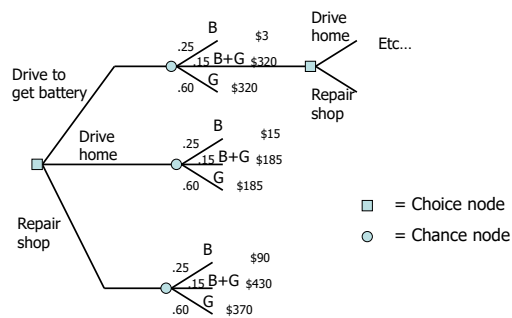 Drive
home
B
$3
Etc...
.25
.15 B+G $320
.60
G
$320
Drive to
get battery
Repair
shop
B
$15
Drive
home
.25
.15 B+G $185
.60
G
$185
= Choice node
= Chance node
Repair
shop
B
$90
.25
.15 B+G $430
.60
G
$370